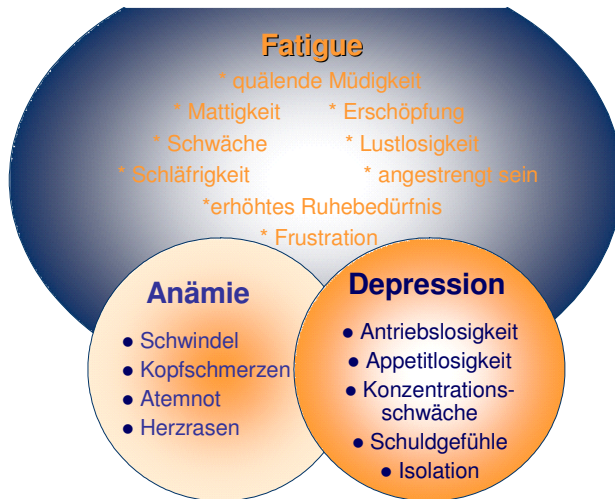 Fatigue
* quälende Müdigkeit
* Mattigkeit * Erschöpfung
* Schwäche * Lustlosigkeit
* Schläfrigkeit * angestrengt sein
*erhöhtes Ruhebedürfnis
* Frustration
Anämie
● Schwindel
● Kopfschmerzen
● Atemnot
● Herzrasen
Depression
● Antriebslosigkeit
● Appetitlosigkeit
● Konzentrations-
schwäche
● Schuldgefühle
● Isolation